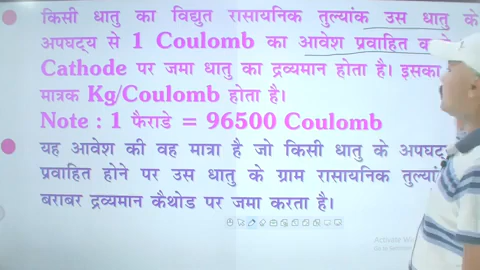 किसी धातु का विद्युत रासायनिक तुल्यांक उस धातु के
अपघट्य से 1 Coulomb का आवेश प्रवाहित
Cathode पर जमा धातु का द्रव्यमान होता है। इसका
मात्रक Kg/Coulomb होता है।
Note : 1 फैराडे = 96500 Coulomb
यह आवेश की वह मात्रा है जो किसी धातु के
प्रवाहित होने पर उस धातु के ग्राम रासायनिक
बराबर द्रव्यमान कैथोड पर जमा करता है।